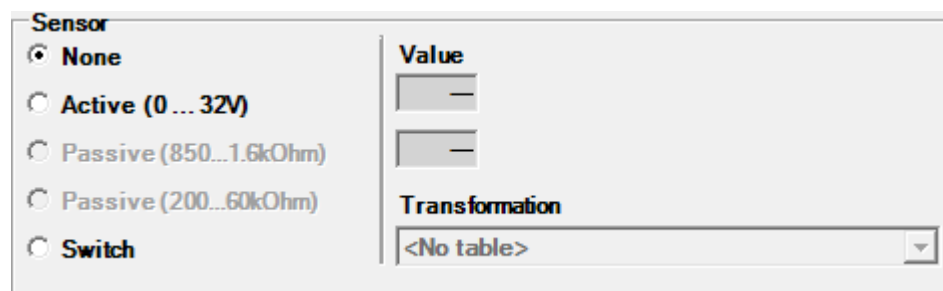 Sensor
None
Active (0 ... 32V)
Passive (850...1.6kOhm)
Passive (200...60kOhm)
Switch
Value
—
—
Transformation
<No table>